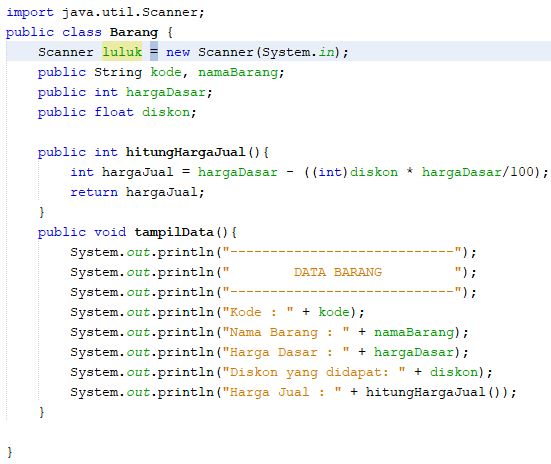 import java.util.Scanner;
public class Barang {
    Scanner luluk = new Scanner(System.in);
    public String kode, namaBarang;
    public int hargaDasar;
    public float diskon;

    public int hitungHargaJual(){
        int hargaJual = hargaDasar - ((int)diskon * hargaDasar/100);
        return hargaJual;
    }
    public void tampilData(){
        System.out.println("----------------------------");
        System.out.println("        DATA BARANG         ");
        System.out.println("----------------------------");
        System.out.println("Kode : " + kode);
        System.out.println("Nama Barang : " + namaBarang);
        System.out.println("Harga Dasar : " + hargaDasar);
        System.out.println("Diskon yang didapat: " + diskon);
        System.out.println("Harga Jual : " + hitungHargaJual());
    }

}